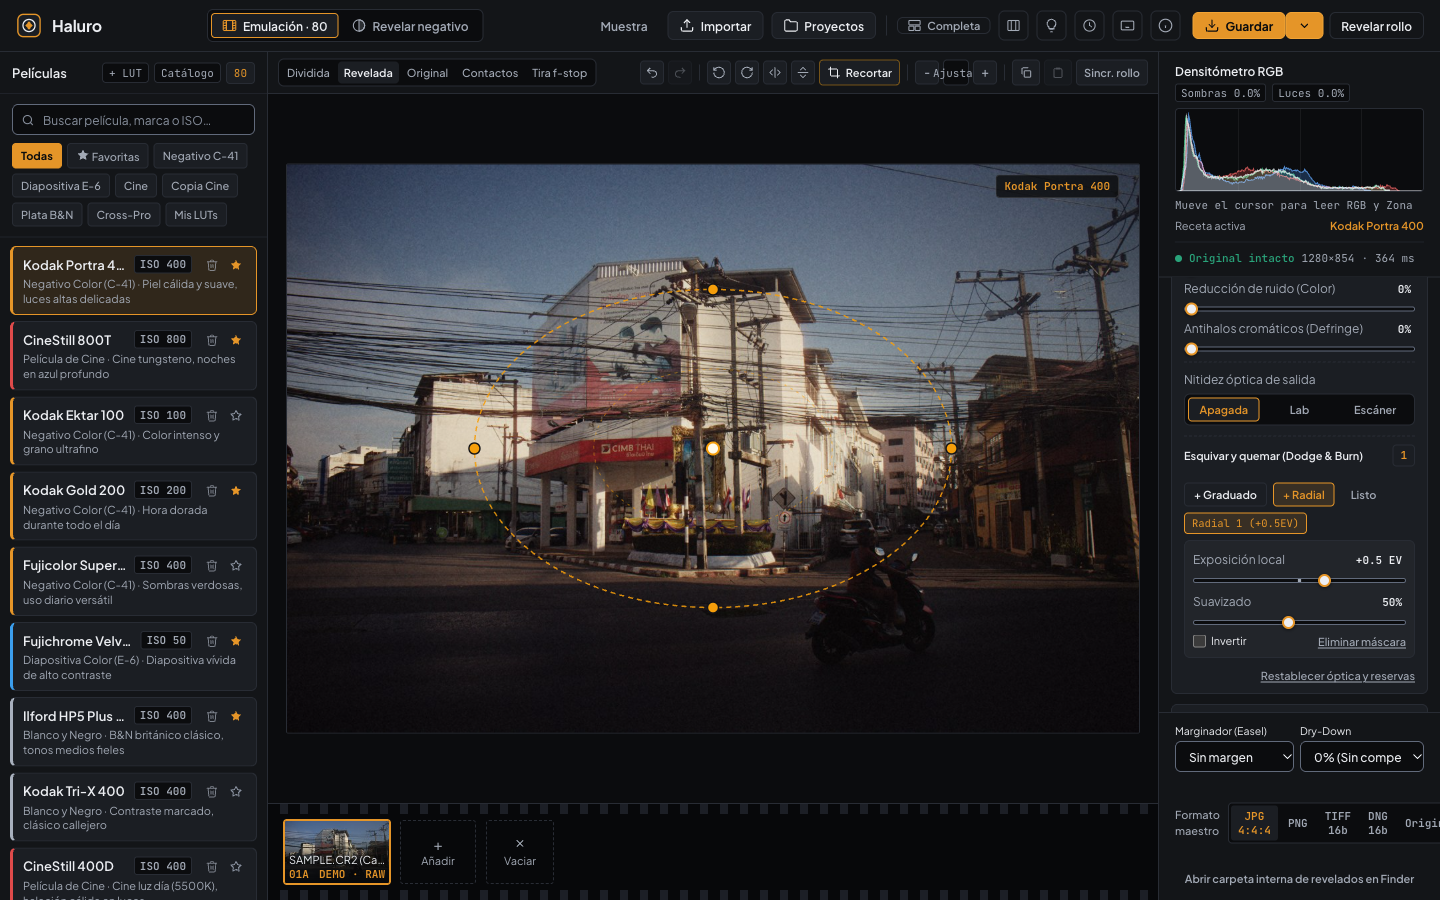 Haluro
Emulación · 80
Revelar negativo
Muestra
Importar
Proyectos
Completa
Guardar
Revelar rollo
Películas
+ LUT
Catálogo
80
Dividida
Revelada
Original
Contactos
Tira f-stop
Recortar
- Ajusta +
Sincr. rollo
Buscar película, marca o ISO...
Todas
Favoritas
Negativo C-41
Diapositiva E-6
Cine
Copia Cine
Plata B&N
Cross-Pro
Mis LUTs
Kodak Portra 4... ISO 400
Negativo Color (C-41) · Piel cálida y suave,
luces altas delicadas
CineStill 800T ISO 800
Película de Cine · Cine tungsteno, noches
en azul profundo
Kodak Ektar 100 ISO 100
Negativo Color (C-41) · Color intenso y
grano ultrafino
Kodak Gold 200 ISO 200
Negativo Color (C-41) · Hora dorada
durante todo el día
Fujicolor Super... ISO 400
Negativo Color (C-41) · Sombras verdosas,
uso diario versátil
Fujichrome Velv... ISO 50
Diapositiva Color (E-6) · Diapositiva vívida
de alto contraste
Ilford HP5 Plus ... ISO 400
Blanco y Negro · B&N británico clásico,
tonos medios fieles
Kodak Tri-X 400 ISO 400
Blanco y Negro · Contraste marcado,
clásico callejero
CineStill 400D ISO 400
Película de Cine · Cine luz día (5500K),
Kodak Portra 400
CIMB THAI
SAMPLE.CR2 (Ca...
01A DEMO · RAW
+
Añadir
×
Vaciar
Densitómetro RGB
Sombras 0.0%
Luces 0.0%
Mueve el cursor para leer RGB y Zona
Receta activa
Kodak Portra 400
Original intacto 1280×854 · 364 ms
Reducción de ruido (Color) 0%
Antihalos cromáticos (Defringe) 0%
Nitidez óptica de salida
Apagada
Lab
Escáner
Esquivar y quemar (Dodge & Burn) 1
+ Graduado
+ Radial
Listo
Radial 1 (+0.5EV)
Exposición local +0.5 EV
Suavizado 50%
Invertir
Eliminar máscara
Restablecer óptica y reservas
Marginador (Easel)
Dry-Down
Sin margen
0% (Sin compe
Formato
maestro
JPG
4:4:4
PNG
TIFF
16b
DNG
16b
Origin
Abrir carpeta interna de revelados en Finder